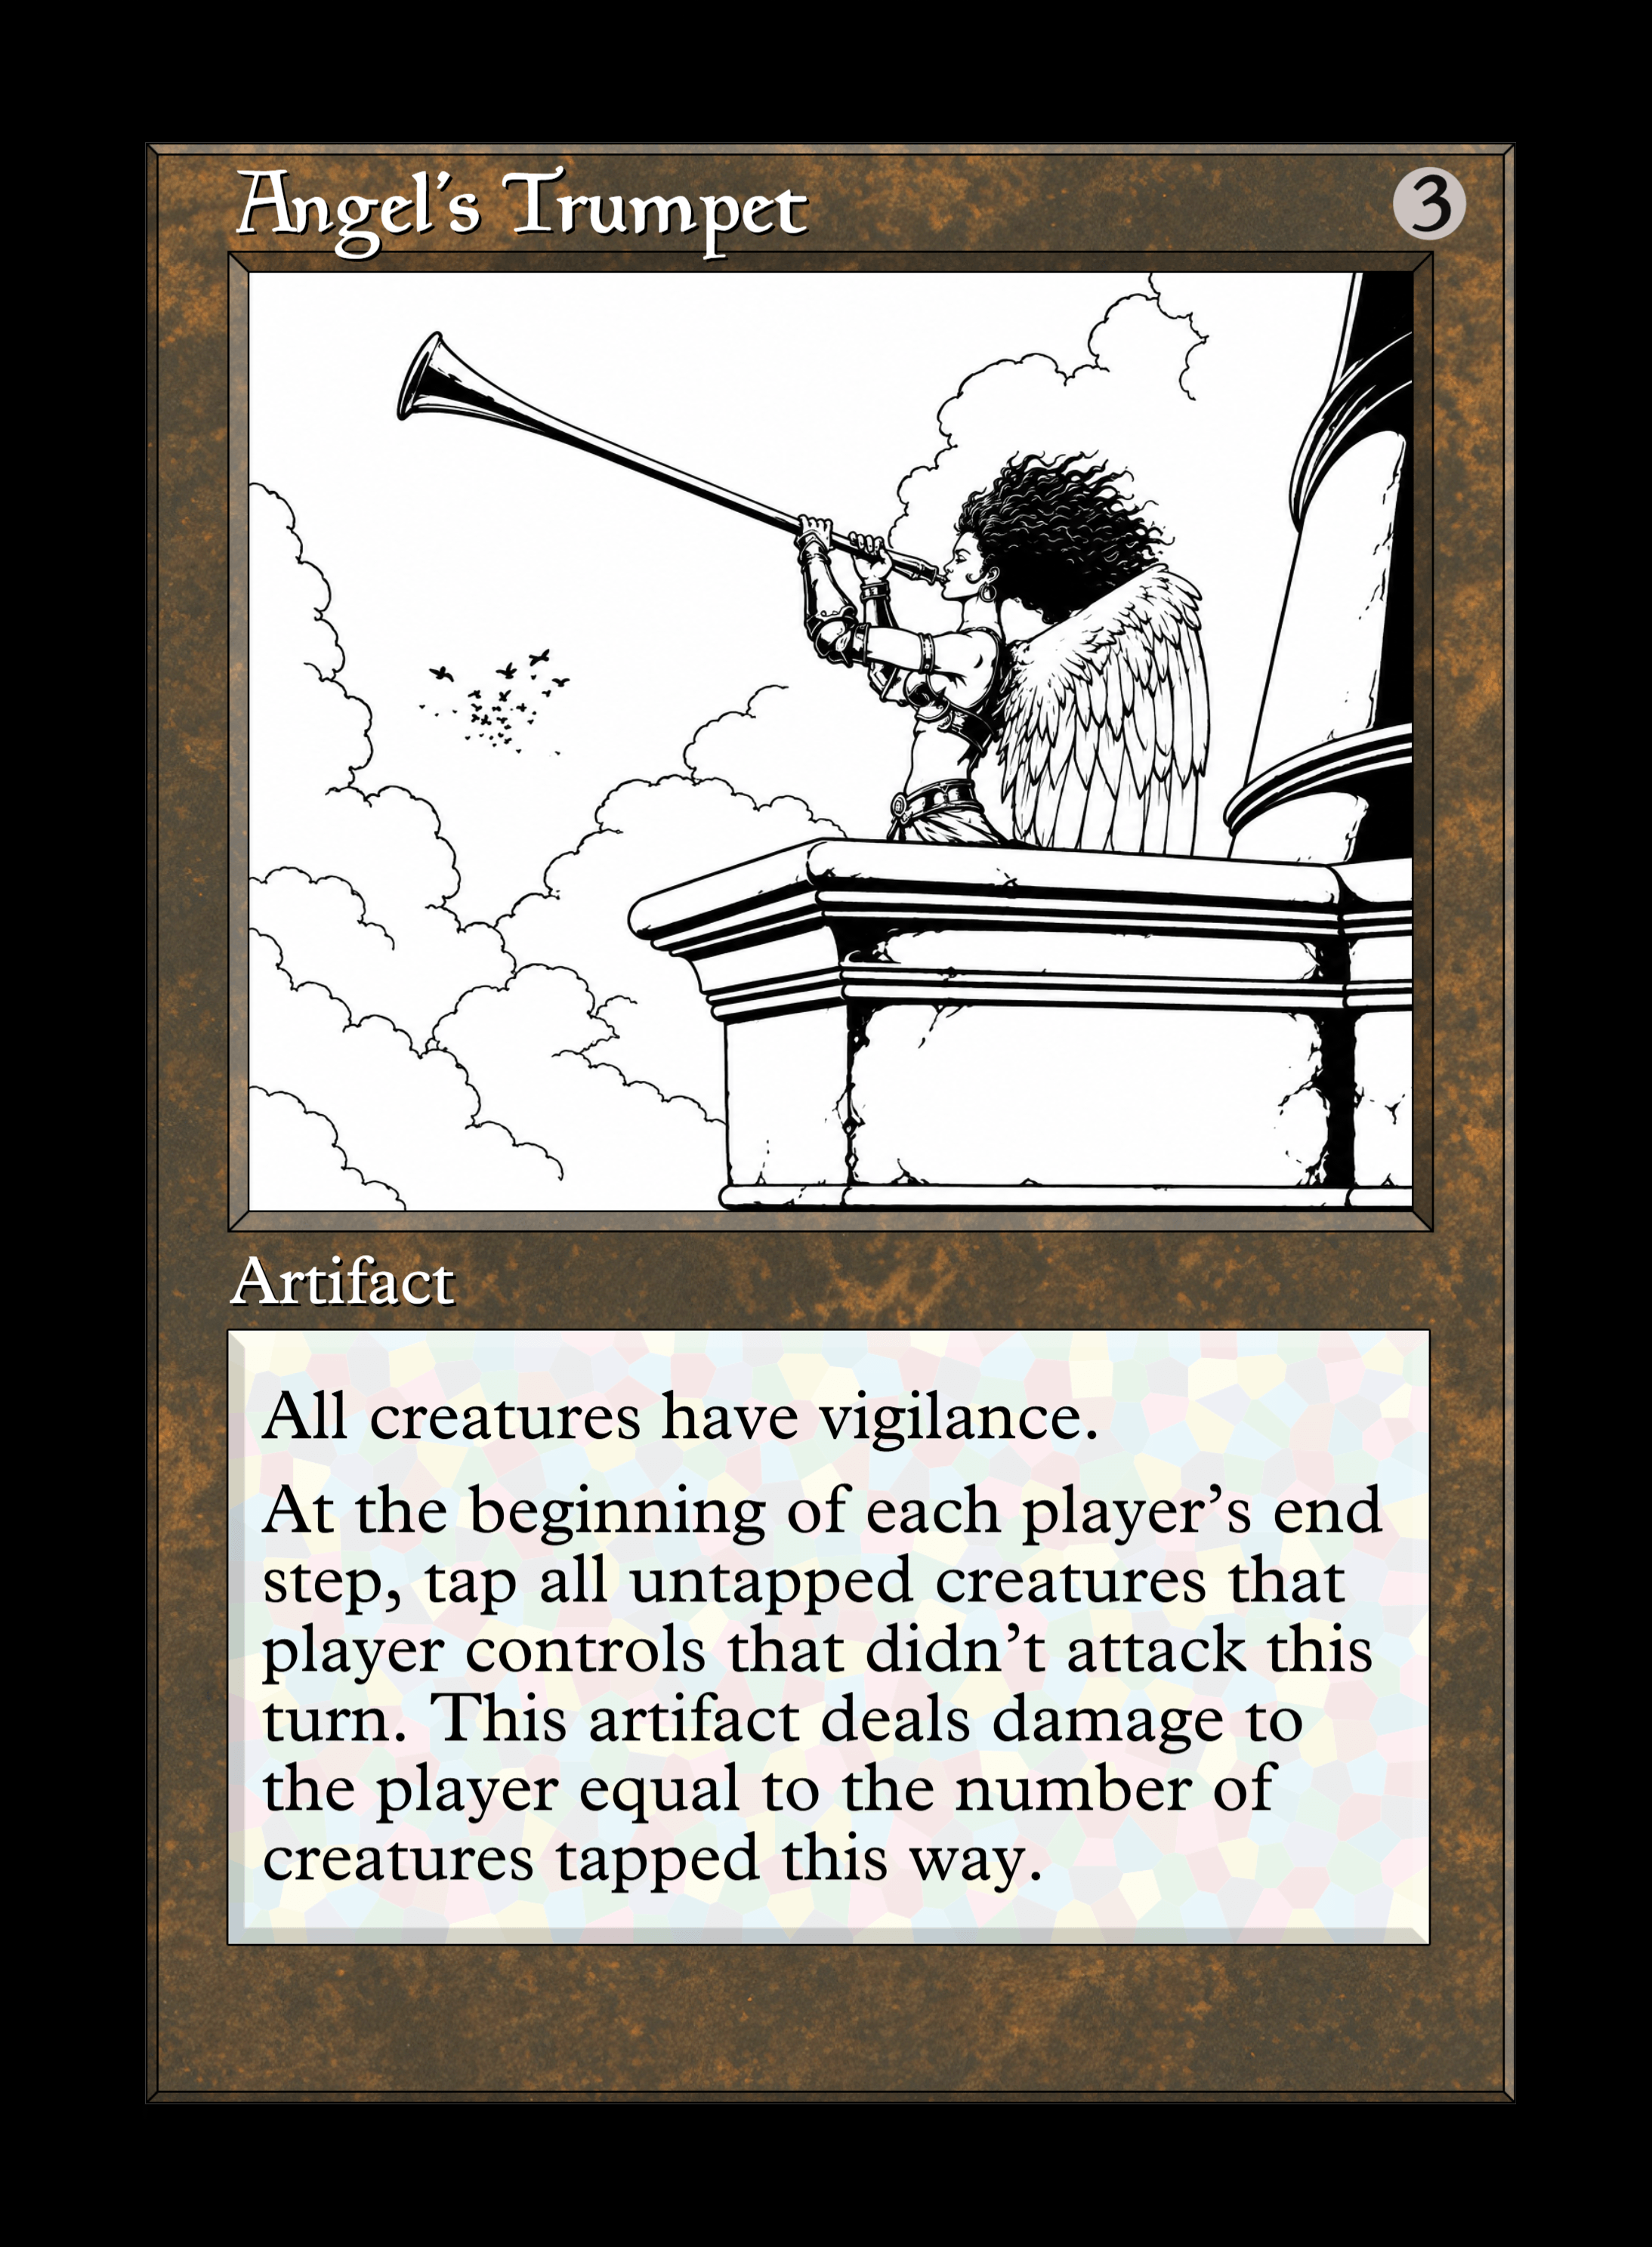 Angel's Trumpet 3
Artifact
All creatures have vigilance.
At the beginning of each player's end
step, tap all untapped creatures that
player controls that didn't attack this
turn. This artifact deals damage to
the player equal to the number of
creatures tapped this way.